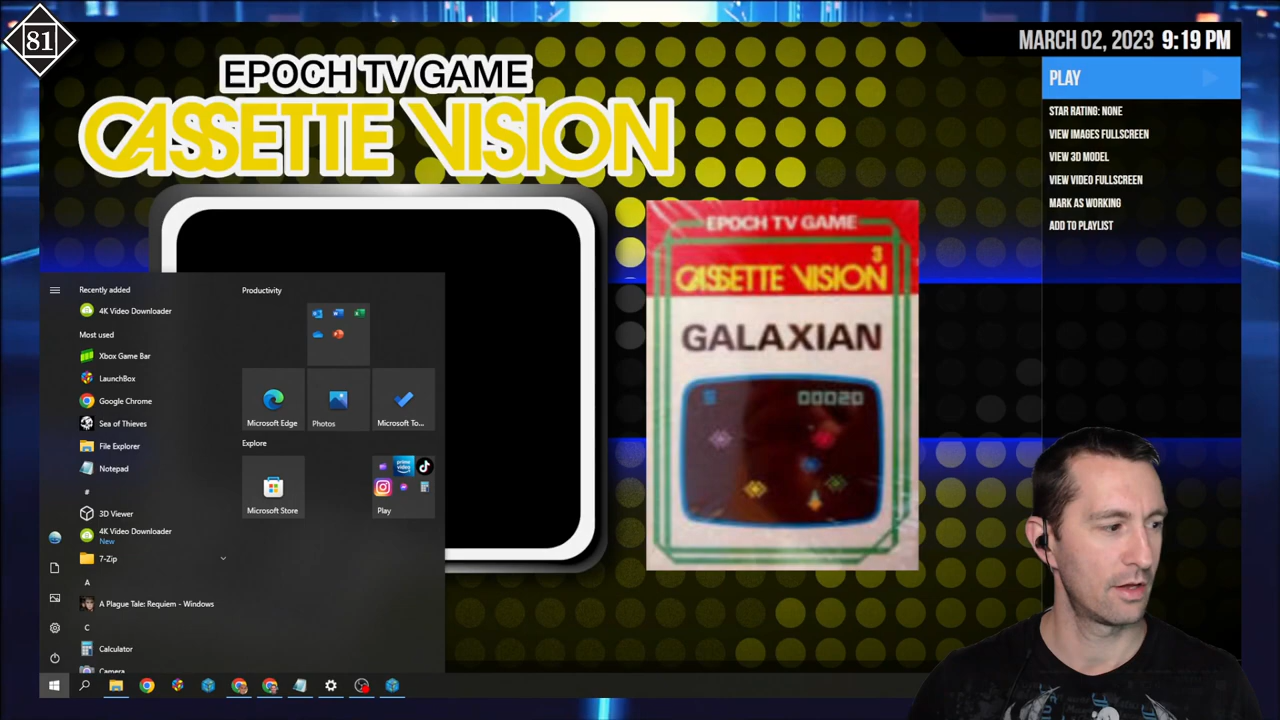 81
MARCH 02, 2023 9:19 PM
EPOCH TV GAME
CASSETTE VISION
PLAY
STAR RATING: NONE
VIEW IMAGES FULLSCREEN
VIEW 3D MODEL
VIEW VIDEO FULLSCREEN
MARK AS WORKING
ADD TO PLAYLIST
EPOCH TV GAME
3
CASSETTE VISION
GALAXIAN
00020
Recently added
4K Video Downloader
Most used
Xbox Game Bar
LaunchBox
Google Chrome
Sea of Thieves
File Explorer
Notepad
#
3D Viewer
4K Video Downloader
New
7-Zip
A
A Plague Tale: Requiem - Windows
C
Calculator
Camera
Productivity
Microsoft Edge
Photos
Microsoft To...
Explore
Microsoft Store
prime video
Play